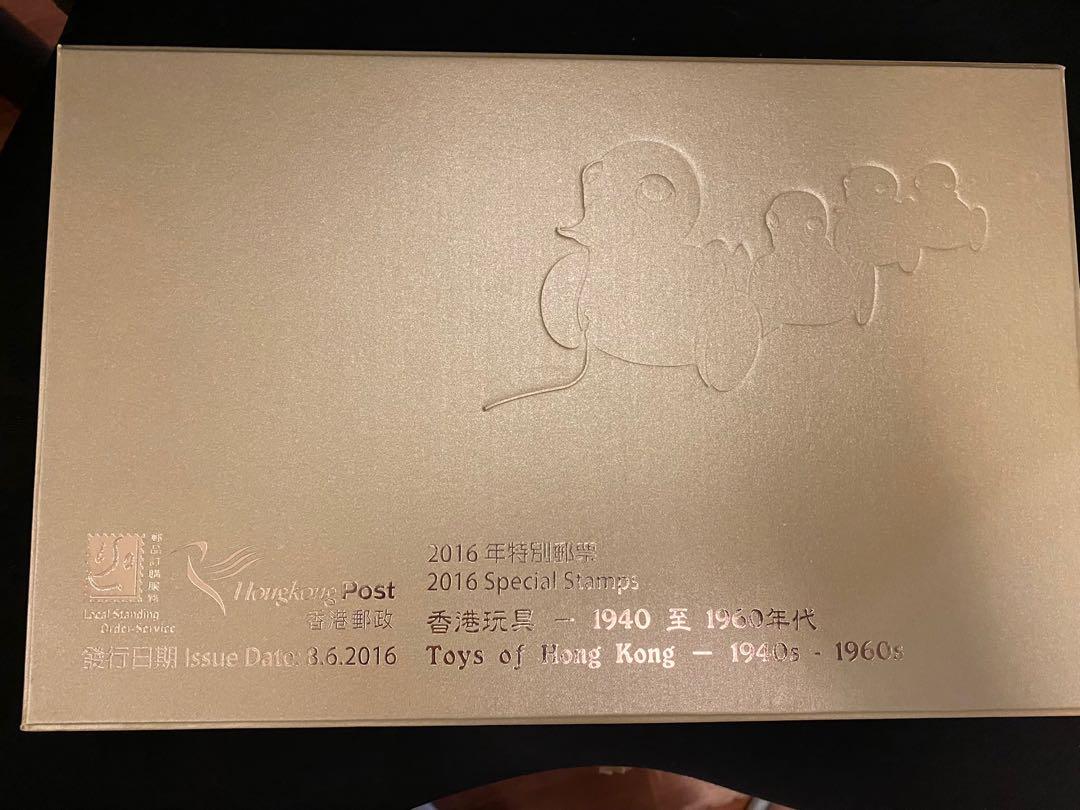 郵品訂購服務
Local Standing
Order Service
Hongkong Post
香港郵政
發行日期 Issue Date: 8.6.2016
2016 年特別郵票
2016 Special Stamps
香港玩具 － 1940 至 1960年代
Toys of Hong Kong － 1940s - 1960s